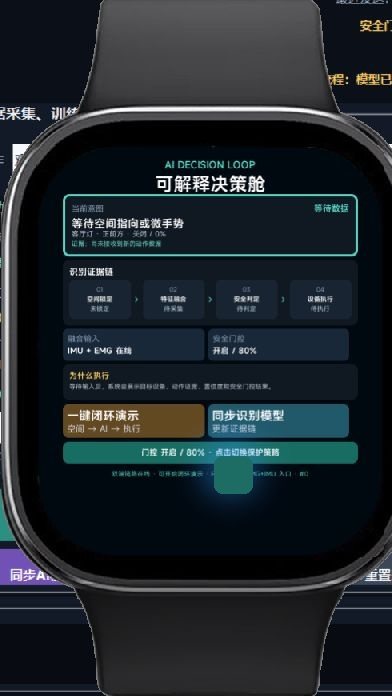 安全门
程：模型已
据采集、训练
AI DECISION LOOP
可解释决策舱
当前意图
等待数据
等待空间指向或微手势
客厅灯 · 正前方 · 关闭 / 0%
证据：尚未接收到新的动作数据
识别证据链
01
空间锁定
未锁定
02
特征融合
待采集
03
安全判定
待判定
04
设备执行
待执行
融合输入
IMU + EMG 在线
安全门控
开启 / 80%
为什么执行
等待输入后，系统会展示目标设备、动作语义、置信度和安全门控结果。
一键闭环演示
空间 → AI → 执行
同步识别模型
更新证据链
门控 开启 / 80% · 点击切换保护策略
同步AI
重置